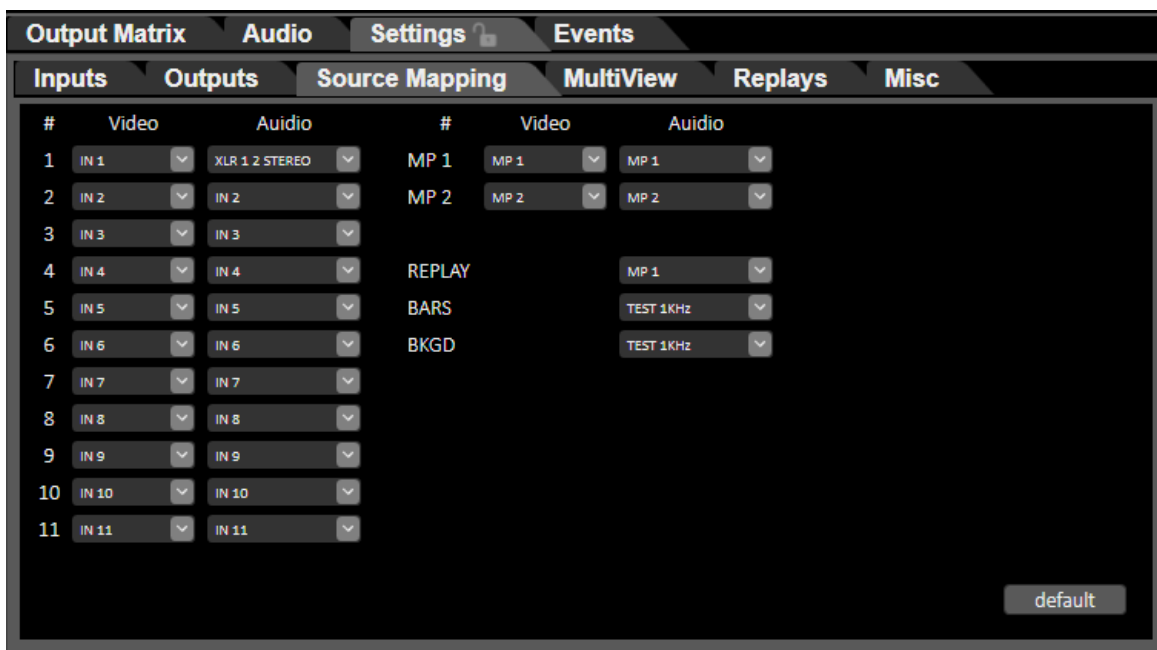 Output Matrix Audio Settings Events
Inputs Outputs Source Mapping MultiView Replays Misc
# Video Auidio # Video Auidio
1 IN 1 XLR 1 2 STEREO MP 1 MP 1 MP 1
2 IN 2 IN 2 MP 2 MP 2 MP 2
3 IN 3 IN 3
4 IN 4 IN 4 REPLAY MP 1
5 IN 5 IN 5 BARS TEST 1KHz
6 IN 6 IN 6 BKGD TEST 1KHz
7 IN 7 IN 7
8 IN 8 IN 8
9 IN 9 IN 9
10 IN 10 IN 10
11 IN 11 IN 11
default